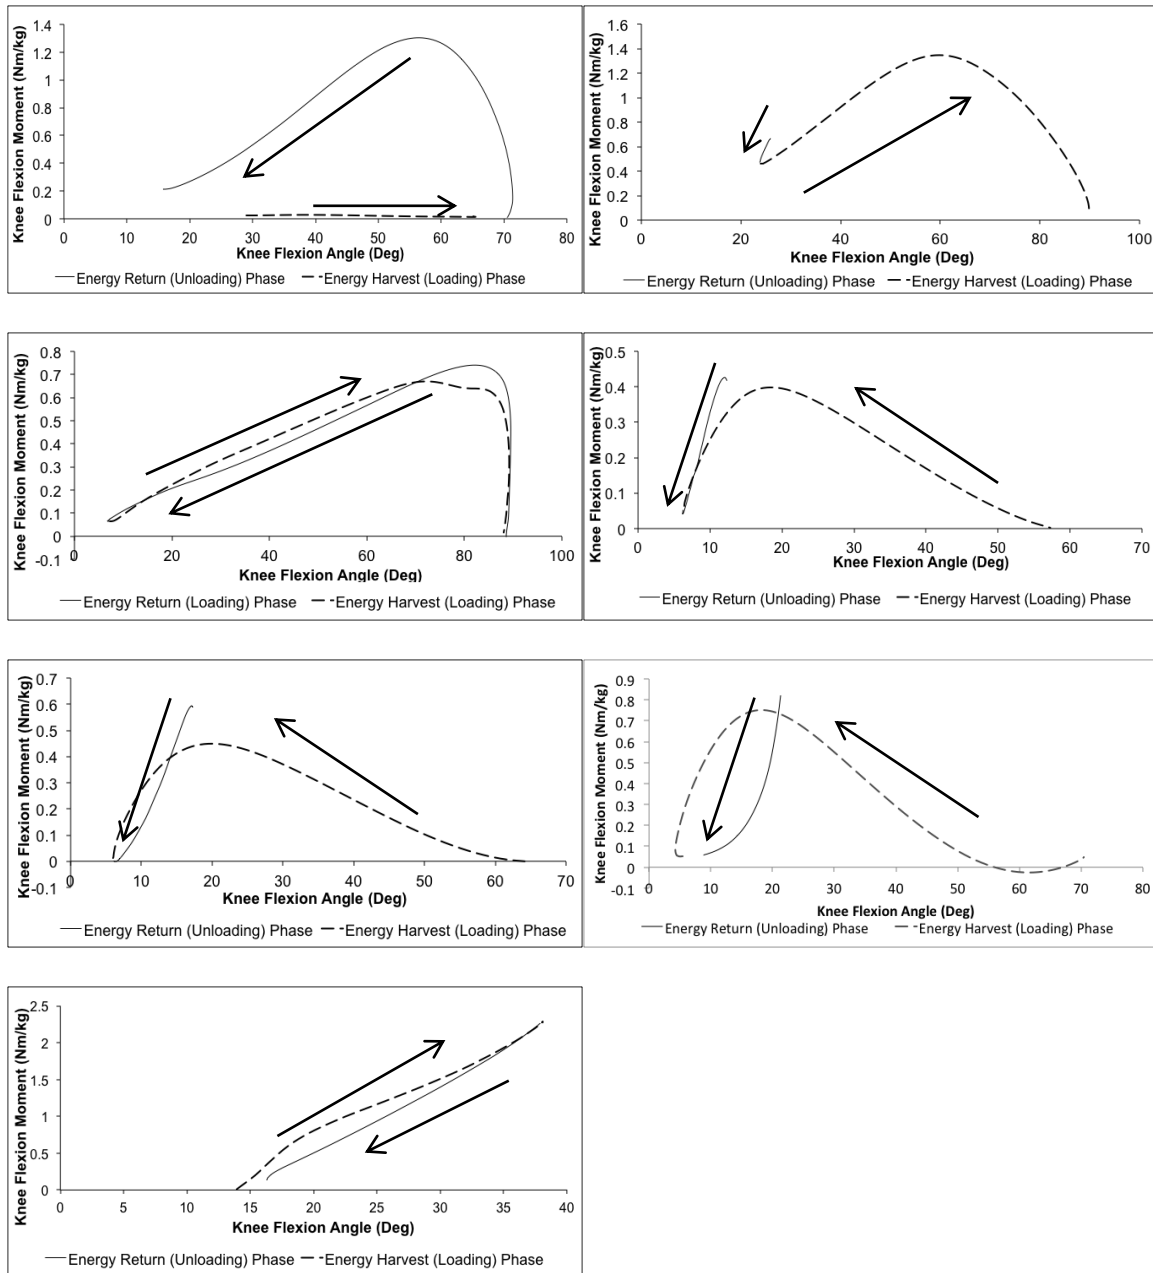 Knee Flexion Moment (Nm/kg)
1.4
1.2
1
0.8
0.6
0.4
0.2
0
0 10 20 30 40 50 60 70 80
Knee Flexion Angle (Deg)
Energy Return (Unloading) Phase Energy Harvest (Loading) Phase
Knee Flexion Moment (Nm/kg)
1.6
1.4
1.2
1
0.8
0.6
0.4
0.2
0
0 20 40 60 80 100
Knee Flexion Angle (Deg)
Energy Return (Unloading) Phase Energy Harvest (Loading) Phase
Knee Flexion Moment (Nm/kg)
0.8
0.7
0.6
0.5
0.4
0.3
0.2
0.1
0
-0.1
0 20 40 60 80 100
Knee Flexion Angle (Deg)
Energy Return (Loading) Phase Energy Harvest (Loading) Phase
Knee Flexion Moment (Nm/kg)
0.5
0.4
0.3
0.2
0.1
0
0 10 20 30 40 50 60 70
Knee Flexion Angle (Deg)
Energy Return (Unloading) Phase Energy Harvest (Loading) Phase
Knee Flexion Moment (Nm/kg)
0.7
0.6
0.5
0.4
0.3
0.2
0.1
0
-0.1
0 10 20 30 40 50 60 70
Knee Flexion Angle (Deg)
Energy Return (Unloading) Phase Energy Harvest (Loading) Phase
Knee Flexion Moment (Nm/kg)
0.9
0.8
0.7
0.6
0.5
0.4
0.3
0.2
0.1
0
-0.1
0 10 20 30 40 50 60 70 80
Knee Flexion Angle (Deg)
Energy Return (Unloading) Phase Energy Harvest (Loading) Phase
Knee Flexion Moment (Nm/kg)
2.5
2
1.5
1
0.5
0
0 5 10 15 20 25 30 35 40
Knee Flexion Angle (Deg)
Energy Return (Unloading) Phase Energy Harvest (Loading) Phase